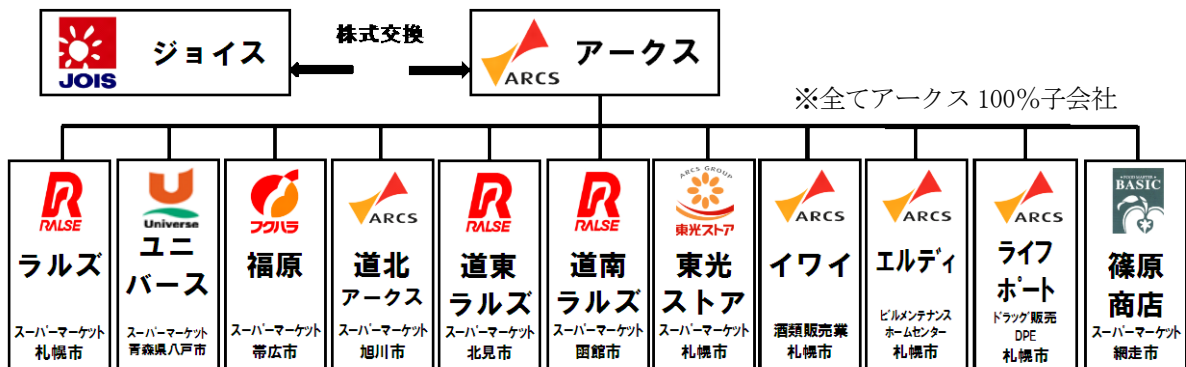 JOIS
ジョイス
株式交換
ARCS
アークス
※全てアークス 100%子会社
RALSE
ラルズ
スーパーマーケット
札幌市
Universe
ユニ
バース
スーパーマーケット
青森県八戸市
フクハラ
福原
スーパーマーケット
帯広市
ARCS
道北
アークス
スーパーマーケット
旭川市
RALSE
道東
ラルズ
スーパーマーケット
北見市
RALSE
道南
ラルズ
スーパーマーケット
函館市
ARCS GROUP
東光ストア
東光
ストア
スーパーマーケット
札幌市
ARCS
イワイ
酒類販売業
札幌市
ARCS
エルディ
ビルメンテナンス
ホームセンター
札幌市
ARCS
ライフ
ポート
ドラッグ販売
DPE
札幌市
BASIC
篠原
商店
スーパーマーケット
網走市